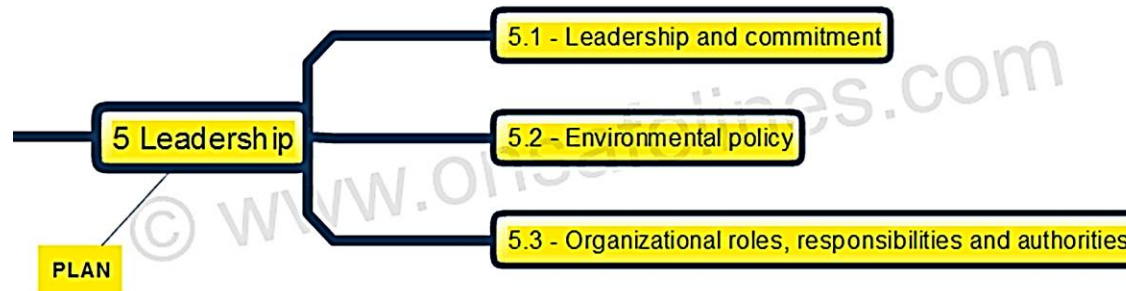 5.1 - Leadership and commitment
5 Leadership
5.2 - Environmental policy
5.3 - Organizational roles, responsibilities and authorities
PLAN
© www.onsafelines.com